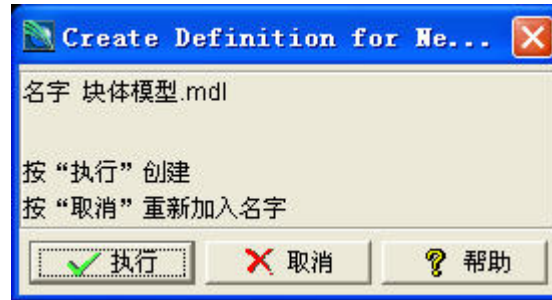 Create Definition for Ne...
名字 块体模型.mdl
按“执行”创建
按“取消”重新加入名字
执行 取消 帮助